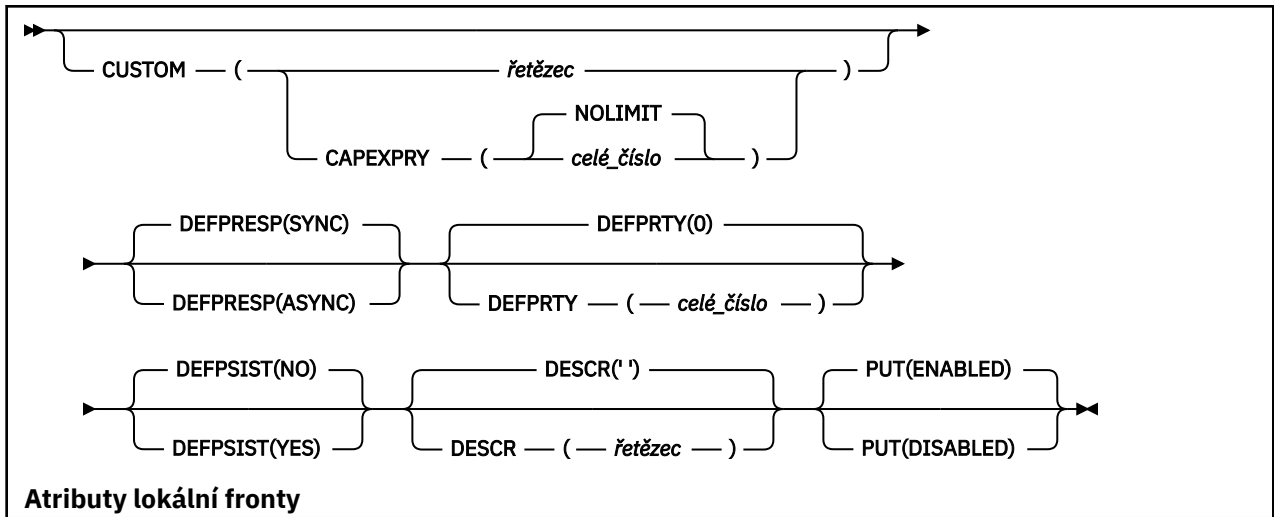 CUSTOM ( řetězec )
NOLIMIT
CAPEXPRY ( celé_číslo )
DEFPRESP(SYNC) DEFPRTY(0)
DEFPRESP(ASYNC) DEFPRTY ( celé_číslo )
DEFPSIST(NO) DESCR(' ') PUT(ENABLED)
DEFPSIST(YES) DESCR ( řetězec ) PUT(DISABLED)
Atributy lokální fronty